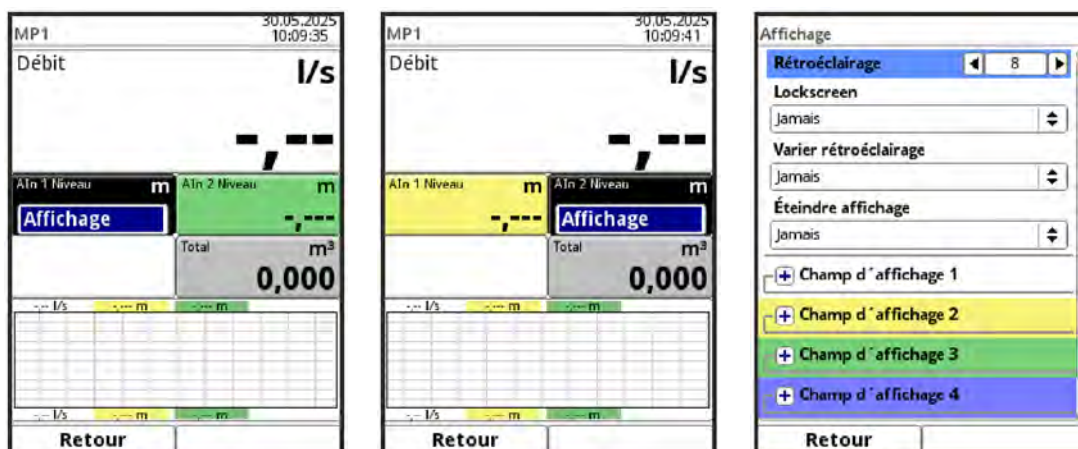 MP1
30.05.2025
10:09:35
Débit
l/s
-,--
AIn 1 Niveau m
AIn 2 Niveau m
Affichage
-,---
Total m³
0,000
-,-- l/s -,--- m -,--- m
-,-- l/s -,--- m -,--- m
Retour
MP1
30.05.2025
10:09:41
Débit
l/s
-,--
AIn 1 Niveau m
AIn 2 Niveau m
-,---
Affichage
Total m³
0,000
-,-- l/s -,--- m -,--- m
-,-- l/s -,--- m -,--- m
Retour
Affichage
Rétroéclairage 8
Lockscreen
Jamais
Varier rétroéclairage
Jamais
Éteindre affichage
Jamais
Champ d´affichage 1
Champ d´affichage 2
Champ d´affichage 3
Champ d´affichage 4
Retour